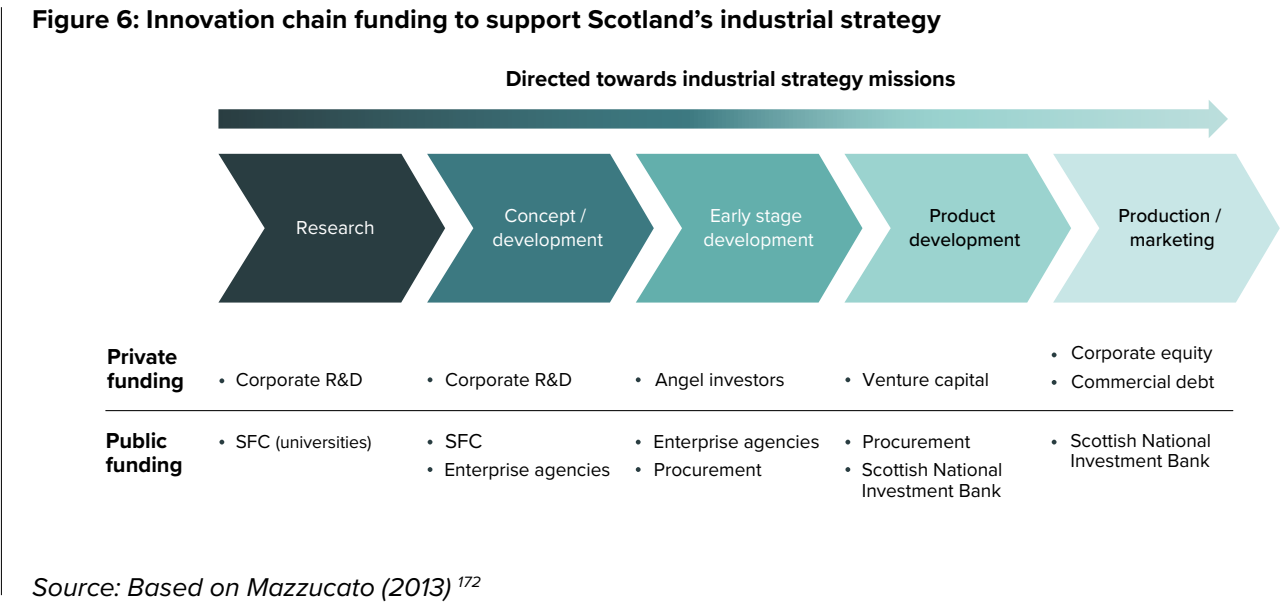 Figure 6: Innovation chain funding to support Scotland’s industrial strategy
Directed towards industrial strategy missions
Research
Concept /
development
Early stage
development
Product
development
Production /
marketing
Private
funding
• Corporate R&D
• Corporate R&D
• Angel investors
• Venture capital
• Corporate equity
• Commercial debt
Public
funding
• SFC (universities)
• SFC
• Enterprise agencies
• Enterprise agencies
• Procurement
• Procurement
• Scottish National
Investment Bank
• Scottish National
Investment Bank
Source: Based on Mazzucato (2013) 172